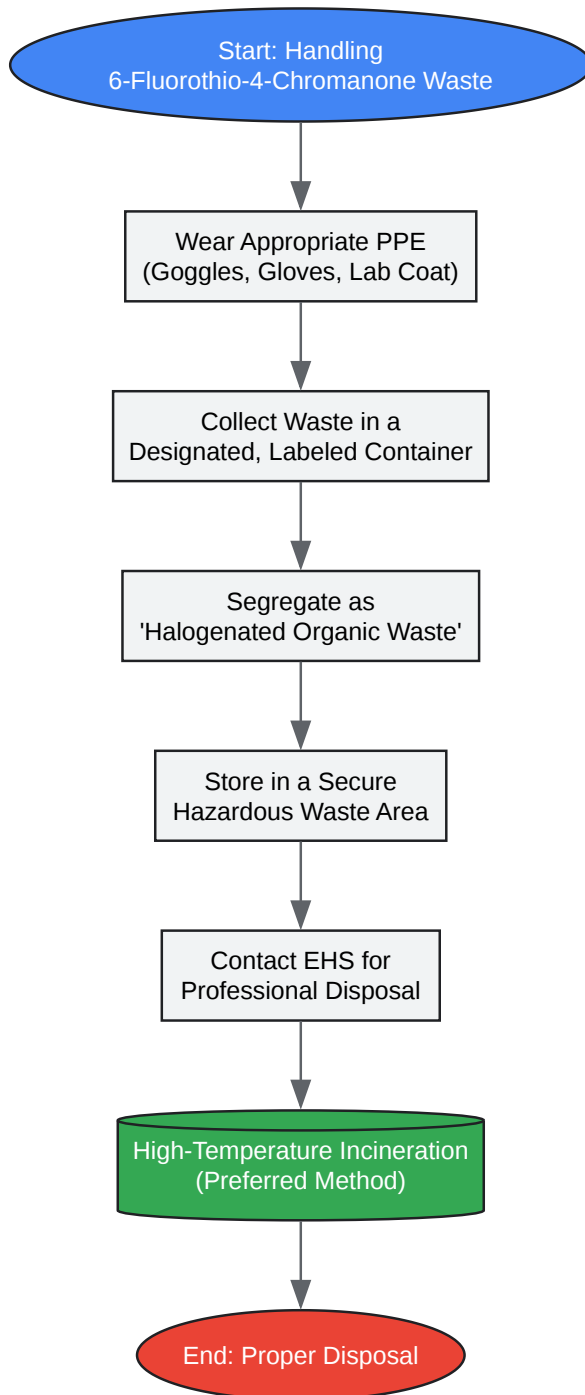 Start: Handling
6-Fluorothio-4-Chromanone Waste
Wear Appropriate PPE
(Goggles, Gloves, Lab Coat)
Collect Waste in a
Designated, Labeled Container
Segregate as
'Halogenated Organic Waste'
Store in a Secure
Hazardous Waste Area
Contact EHS for
Professional Disposal
High-Temperature Incineration
(Preferred Method)
End: Proper Disposal